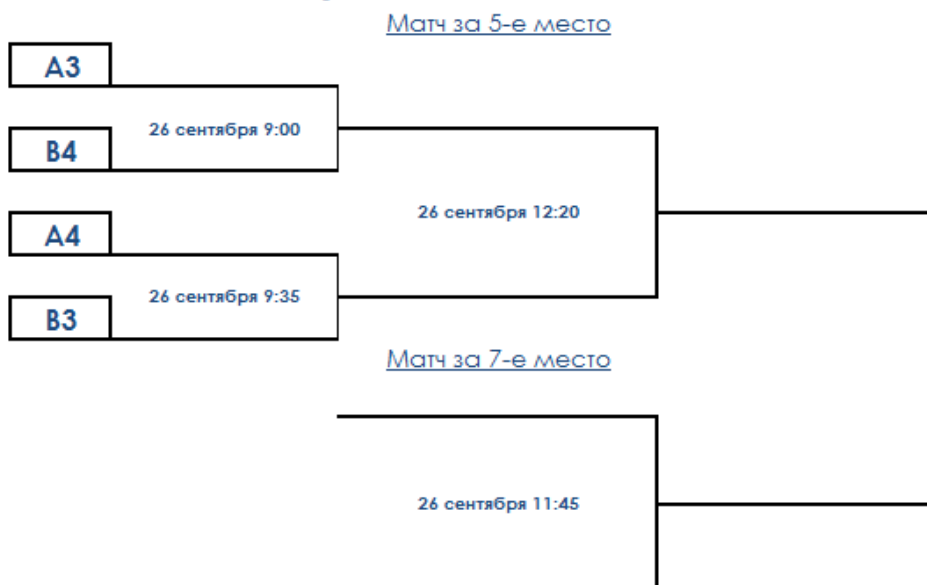 Матч за 5-е место
A3
26 сентября 9:00
B4
26 сентября 12:20
A4
26 сентября 9:35
B3
Матч за 7-е место
26 сентября 11:45